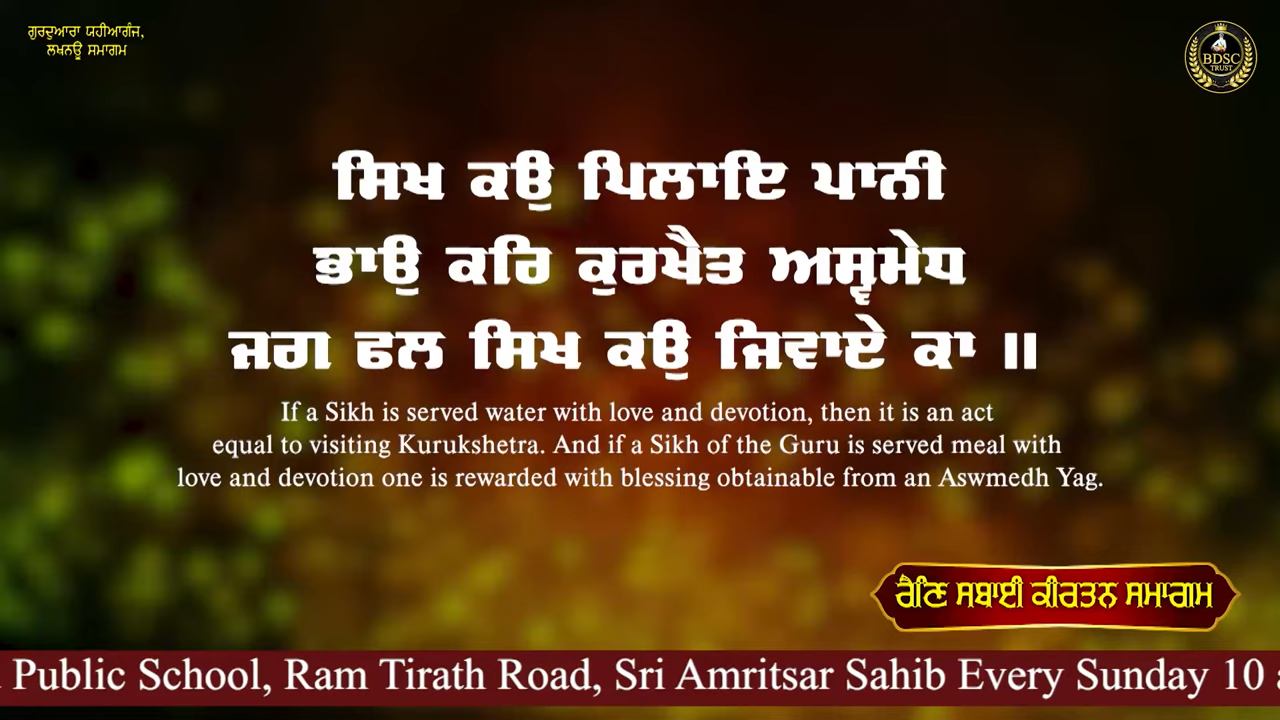 ਗੁਰਦੁਆਰਾ ਯਹੀਆਗੰਜ,
ਲਖਨਊ ਸਮਾਗਮ
BDSC
TRUST
ਸਿਖ ਕਉ ਪਿਲਾਇ ਪਾਨੀ
ਭਾਉ ਕਰਿ ਕੁਰਖੈਤ ਅਸ੍ਵਮੇਧ
ਜਗ ਫਲ ਸਿਖ ਕਉ ਜਿਵਾਏ ਕਾ ॥
If a Sikh is served water with love and devotion, then it is an act
equal to visiting Kurukshetra. And if a Sikh of the Guru is served meal with
love and devotion one is rewarded with blessing obtainable from an Aswmedh Yag.
ਰੈਣਿ ਸਬਾਈ ਕੀਰਤਨ ਸਮਾਗਮ
Public School, Ram Tirath Road, Sri Amritsar Sahib Every Sunday 10